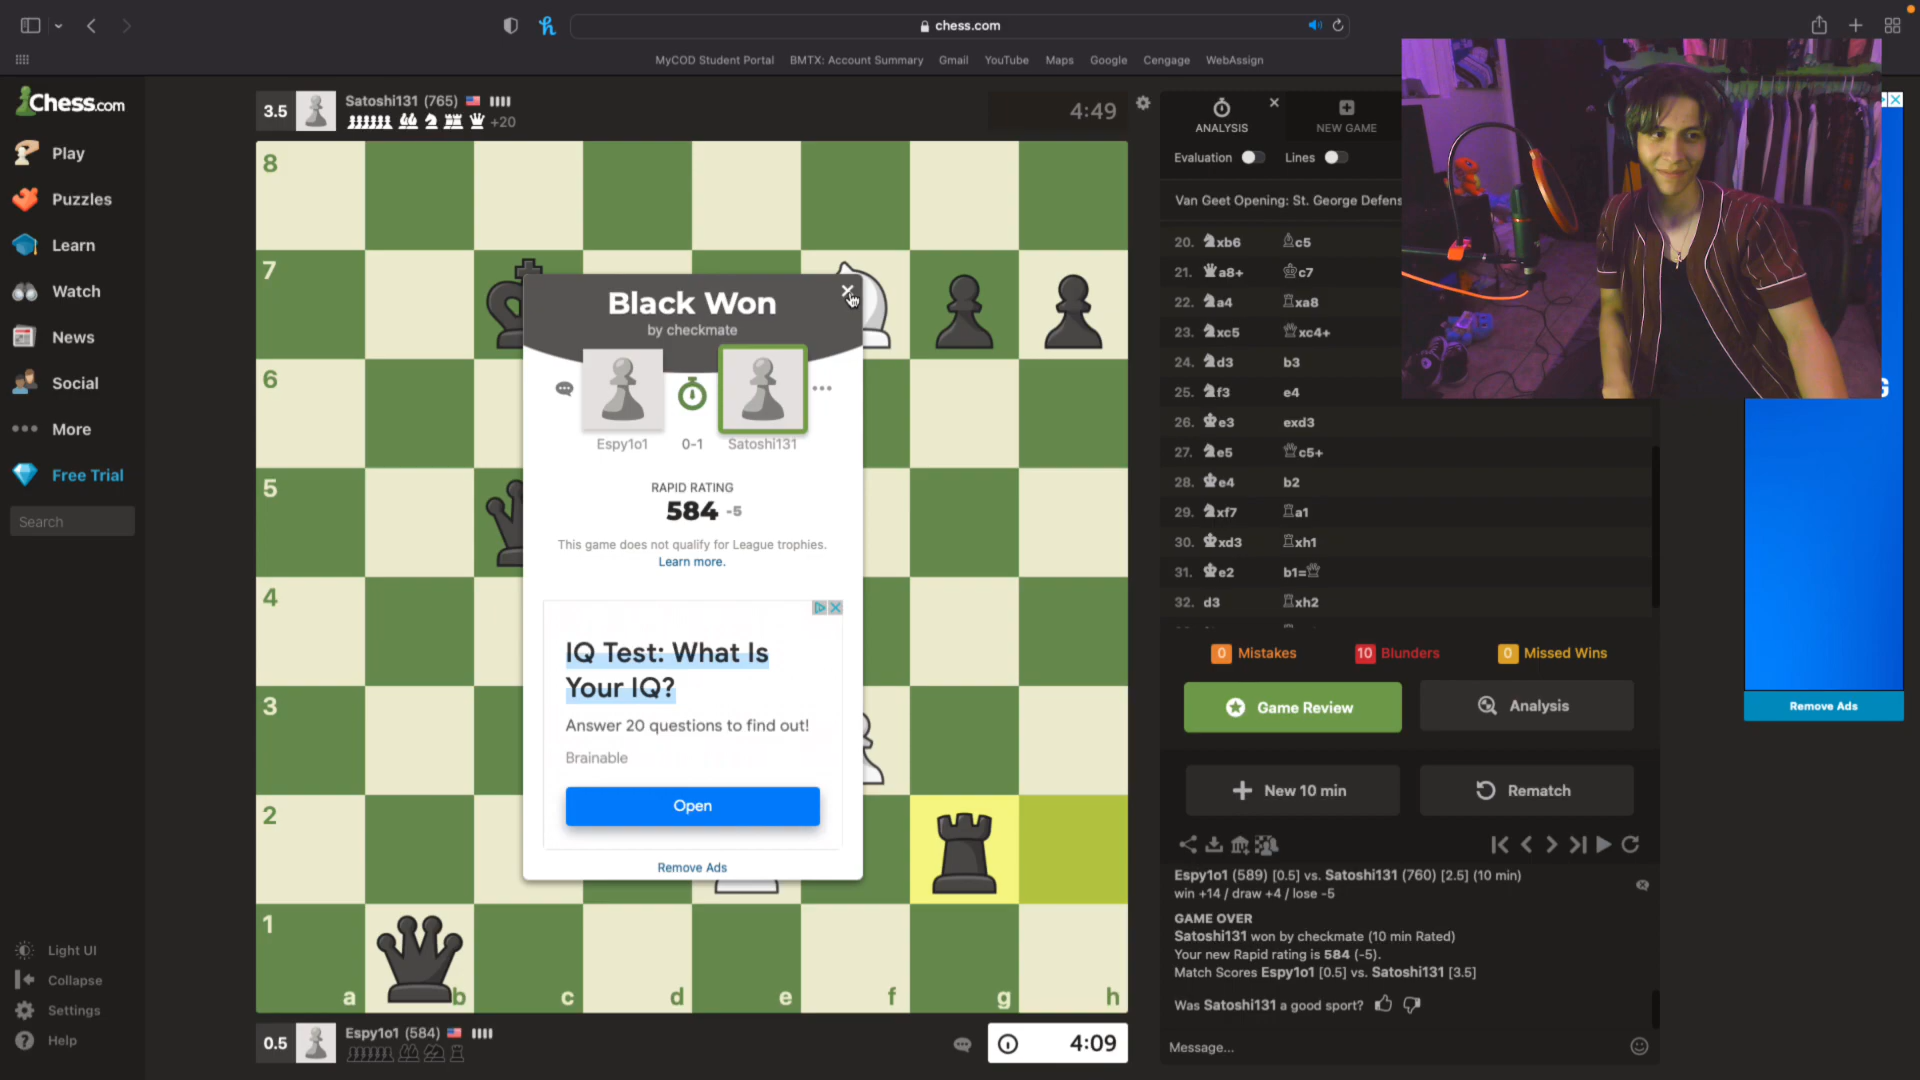 chess.com
MyCOD Student Portal
BMTX: Account Summary
Gmail
YouTube
Maps
Google
Cengage
WebAssign
Chess.com
Play
Puzzles
Learn
Watch
News
Social
More
Free Trial
Search
Light UI
Collapse
Settings
Help
3.5
Satoshi131 (765)
+20
4:49
8
7
6
5
4
3
2
1
a
b
c
d
e
f
g
h
Black Won
by checkmate
Espy1o1
0-1
Satoshi131
RAPID RATING
584 -5
This game does not qualify for League trophies.
Learn more.
IQ Test: What Is
Your IQ?
Answer 20 questions to find out!
Brainable
Open
Remove Ads
0.5
Espy1o1 (584)
4:09
ANALYSIS
NEW GAME
Evaluation
Lines
Van Geet Opening: St. George Defens
20. xb6 c5
21. a8+ c7
22. a4 xa8
23. xc5 xc4+
24. d3 b3
25. f3 e4
26. e3 exd3
27. e5 c5+
28. e4 b2
29. xf7 a1
30. xd3 xh1
31. e2 b1=
32. d3 xh2
0 Mistakes
10 Blunders
0 Missed Wins
Game Review
Analysis
New 10 min
Rematch
Espy1o1 (589) [0.5] vs. Satoshi131 (760) [2.5] (10 min)
win +14 / draw +4 / lose -5
GAME OVER
Satoshi131 won by checkmate (10 min Rated)
Your new Rapid rating is 584 (-5).
Match Scores Espy1o1 [0.5] vs. Satoshi131 [3.5]
Was Satoshi131 a good sport?
Message...
Remove Ads